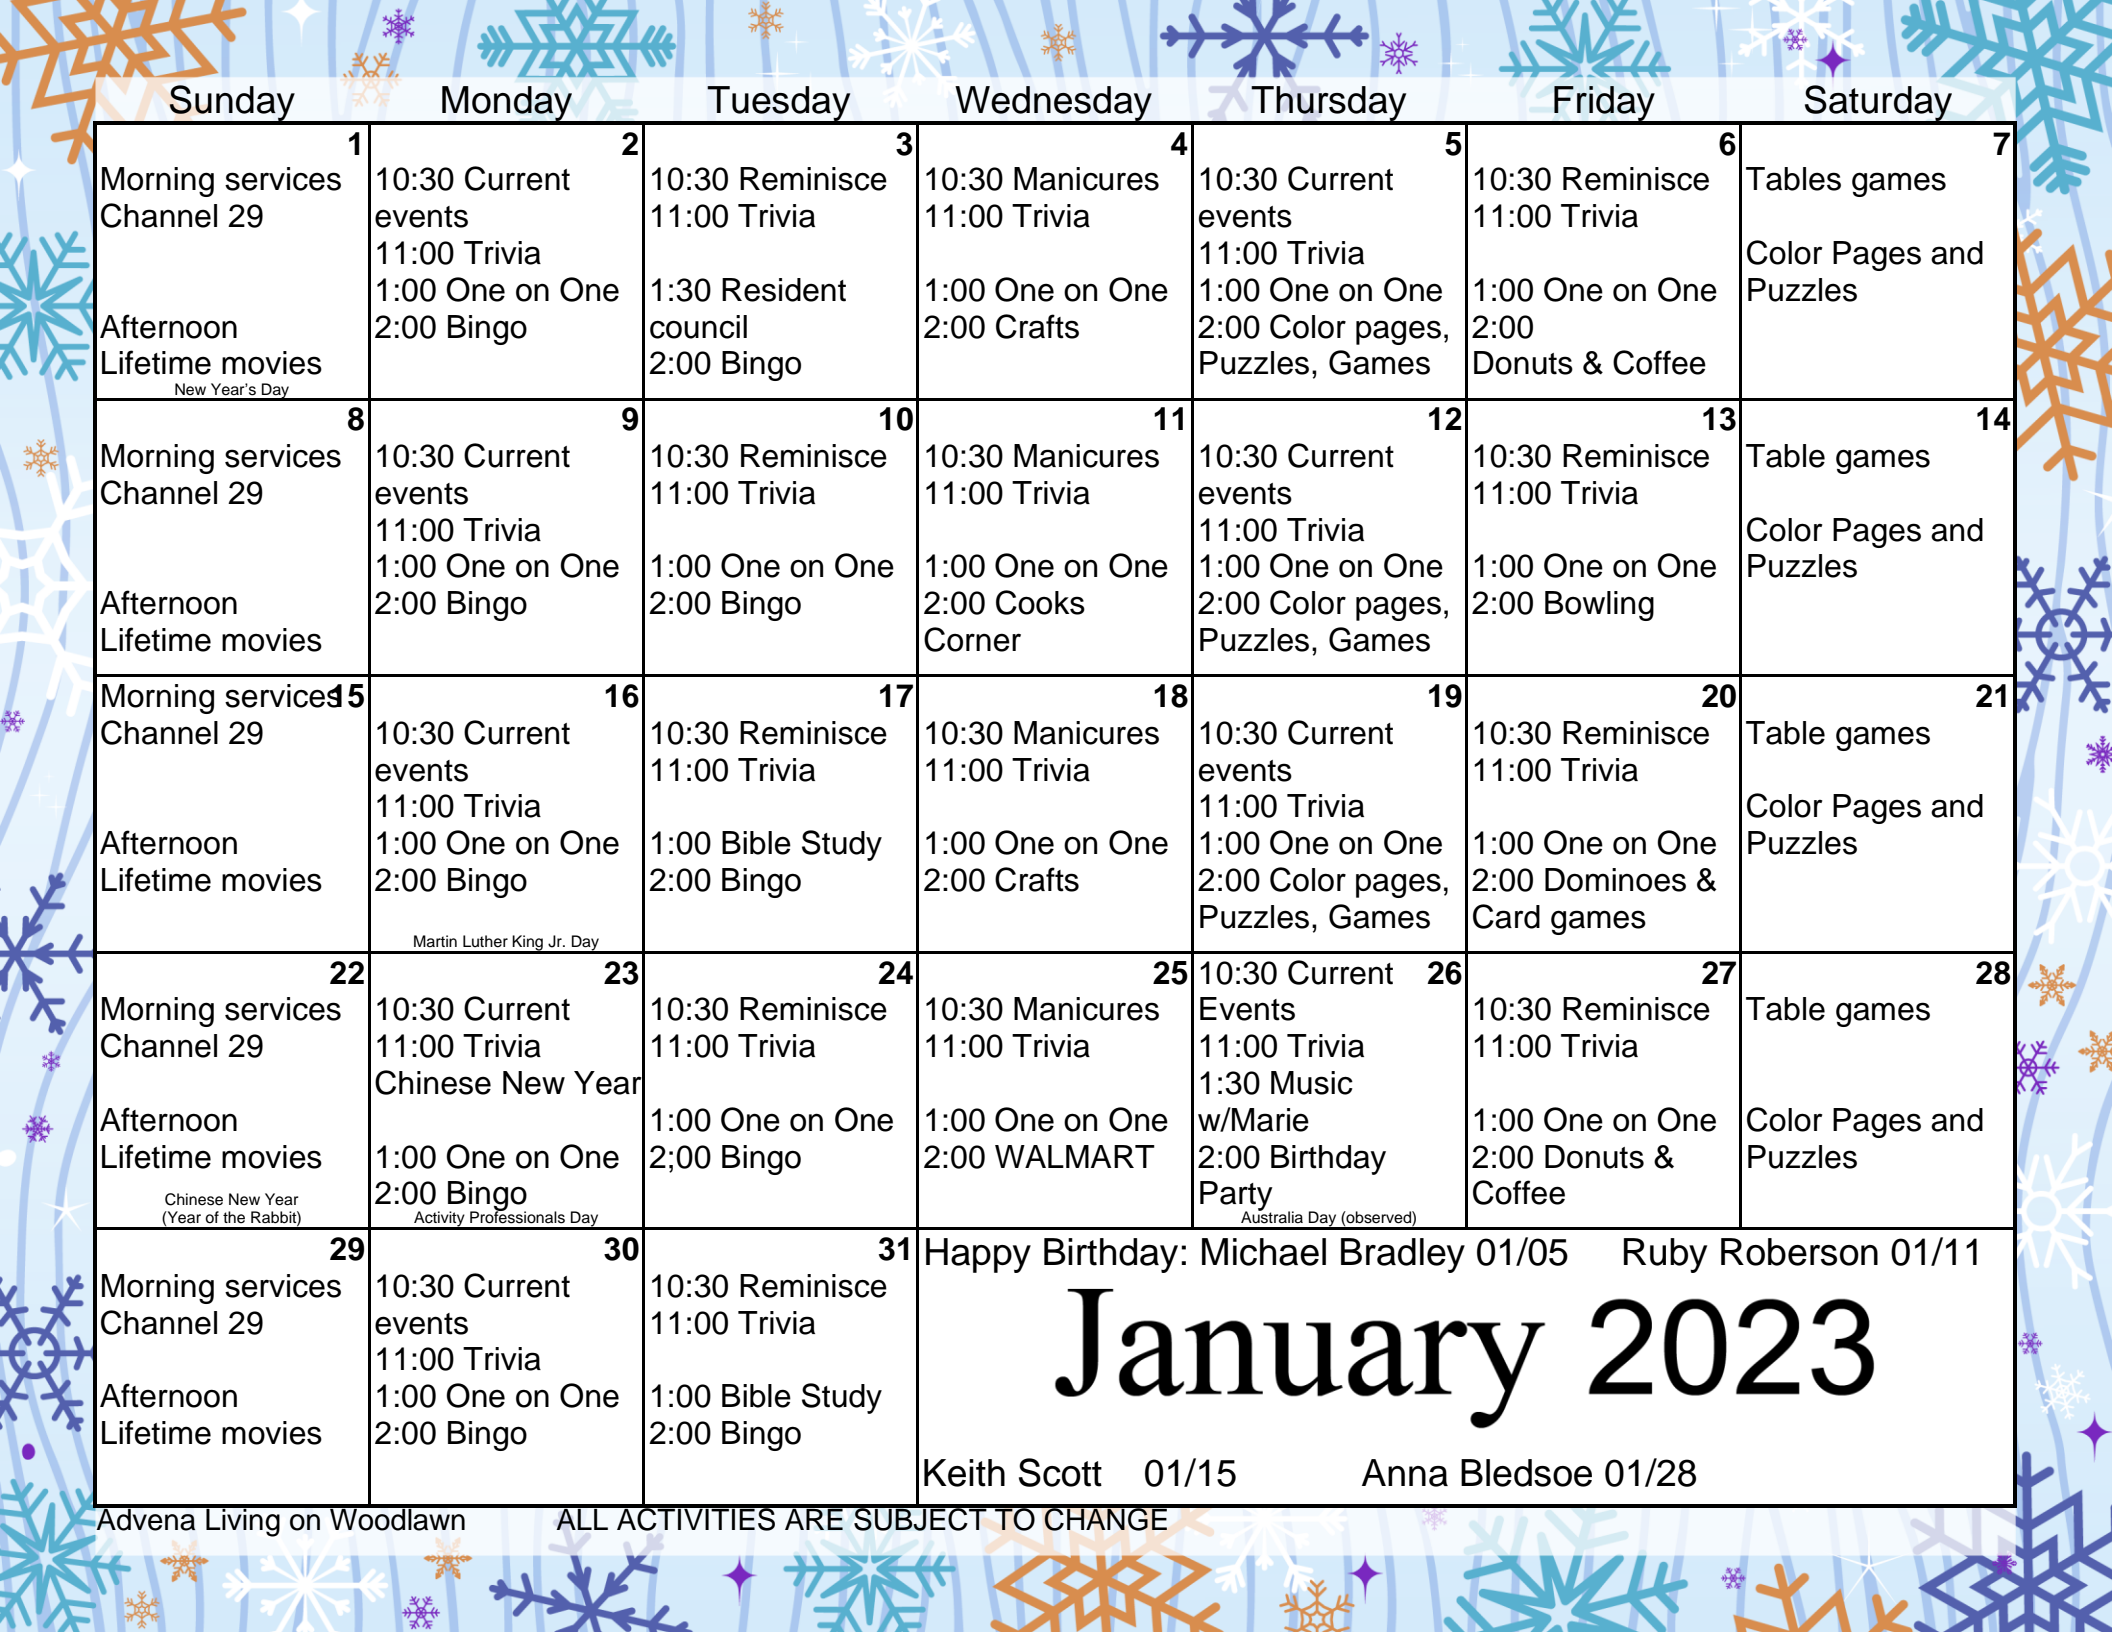 Sunday Monday Tuesday Wednesday Thursday Friday Saturday
1
Morning services
Channel 29
Afternoon
Lifetime movies
New Year's Day
2
10:30 Current
events
11:00 Trivia
1:00 One on One
2:00 Bingo
3
10:30 Reminisce
11:00 Trivia
1:30 Resident
council
2:00 Bingo
4
10:30 Manicures
11:00 Trivia
1:00 One on One
2:00 Crafts
5
10:30 Current
events
11:00 Trivia
1:00 One on One
2:00 Color pages,
Puzzles, Games
6
10:30 Reminisce
11:00 Trivia
1:00 One on One
2:00
Donuts & Coffee
7
Tables games
Color Pages and
Puzzles
8
Morning services
Channel 29
Afternoon
Lifetime movies
9
10:30 Current
events
11:00 Trivia
1:00 One on One
2:00 Bingo
10
10:30 Reminisce
11:00 Trivia
1:00 One on One
2:00 Bingo
11
10:30 Manicures
11:00 Trivia
1:00 One on One
2:00 Cooks
Corner
12
10:30 Current
events
11:00 Trivia
1:00 One on One
2:00 Color pages,
Puzzles, Games
13
10:30 Reminisce
11:00 Trivia
1:00 One on One
2:00 Bowling
14
Table games
Color Pages and
Puzzles
Morning services 15
Channel 29
Afternoon
Lifetime movies
16
10:30 Current
events
11:00 Trivia
1:00 One on One
2:00 Bingo
Martin Luther King Jr. Day
17
10:30 Reminisce
11:00 Trivia
1:00 Bible Study
2:00 Bingo
18
10:30 Manicures
11:00 Trivia
1:00 One on One
2:00 Crafts
19
10:30 Current
events
11:00 Trivia
1:00 One on One
2:00 Color pages,
Puzzles, Games
20
10:30 Reminisce
11:00 Trivia
1:00 One on One
2:00 Dominoes &
Card games
21
Table games
Color Pages and
Puzzles
22
Morning services
Channel 29
Afternoon
Lifetime movies
Chinese New Year
(Year of the Rabbit)
23
10:30 Current
11:00 Trivia
Chinese New Year
1:00 One on One
2:00 Bingo
Activity Professionals Day
24
10:30 Reminisce
11:00 Trivia
1:00 One on One
2;00 Bingo
25
10:30 Manicures
11:00 Trivia
1:00 One on One
2:00 WALMART
10:30 Current 26
Events
11:00 Trivia
1:30 Music
w/Marie
2:00 Birthday
Party
Australia Day (observed)
27
10:30 Reminisce
11:00 Trivia
1:00 One on One
2:00 Donuts &
Coffee
28
Table games
Color Pages and
Puzzles
29
Morning services
Channel 29
Afternoon
Lifetime movies
30
10:30 Current
events
11:00 Trivia
1:00 One on One
2:00 Bingo
31
10:30 Reminisce
11:00 Trivia
1:00 Bible Study
2:00 Bingo
Happy Birthday: Michael Bradley 01/05 Ruby Roberson 01/11
January 2023
Keith Scott 01/15 Anna Bledsoe 01/28
Advena Living on Woodlawn ALL ACTIVITIES ARE SUBJECT TO CHANGE